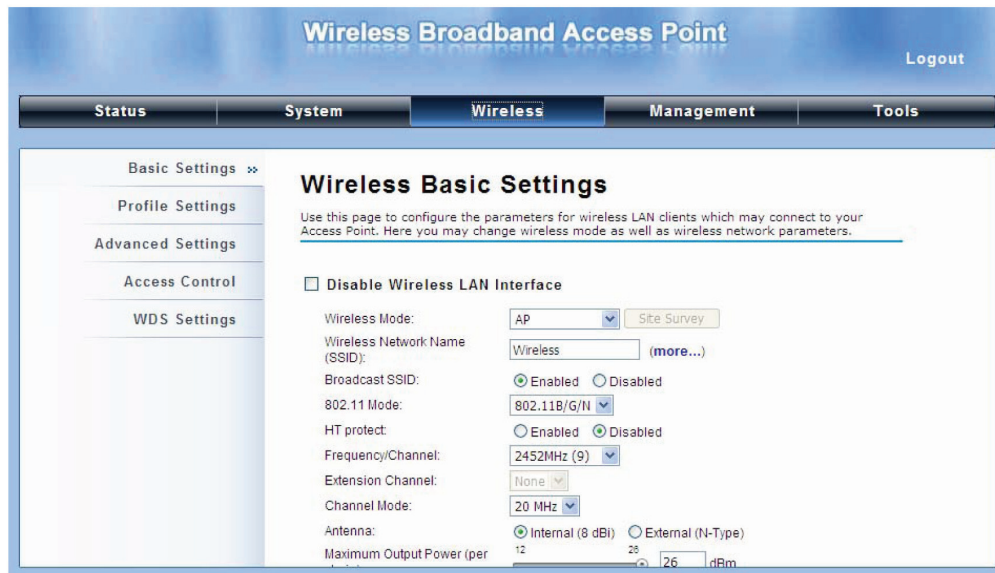 Wireless Broadband Access Point
Logout
Status System Wireless Management Tools
Basic Settings »
Profile Settings
Advanced Settings
Access Control
WDS Settings
Wireless Basic Settings
Use this page to configure the parameters for wireless LAN clients which may connect to your
Access Point. Here you may change wireless mode as well as wireless network parameters.
Disable Wireless LAN Interface
Wireless Mode: AP Site Survey
Wireless Network Name
(SSID): Wireless (more...)
Broadcast SSID: Enabled Disabled
802.11 Mode: 802.11B/G/N
HT protect: Enabled Disabled
Frequency/Channel: 2452MHz (9)
Extension Channel: None
Channel Mode: 20 MHz
Antenna: Internal (8 dBi) External (N-Type)
Maximum Output Power (per 12 26 26 dBm